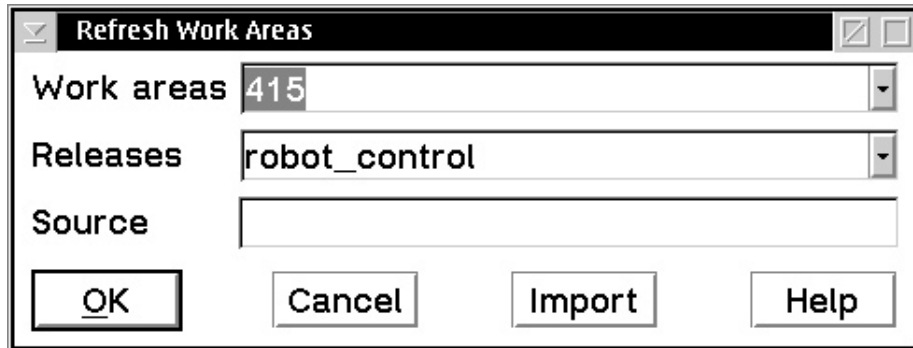 Refresh Work Areas
Work areas 415
Releases robot_control
Source
OK Cancel Import Help